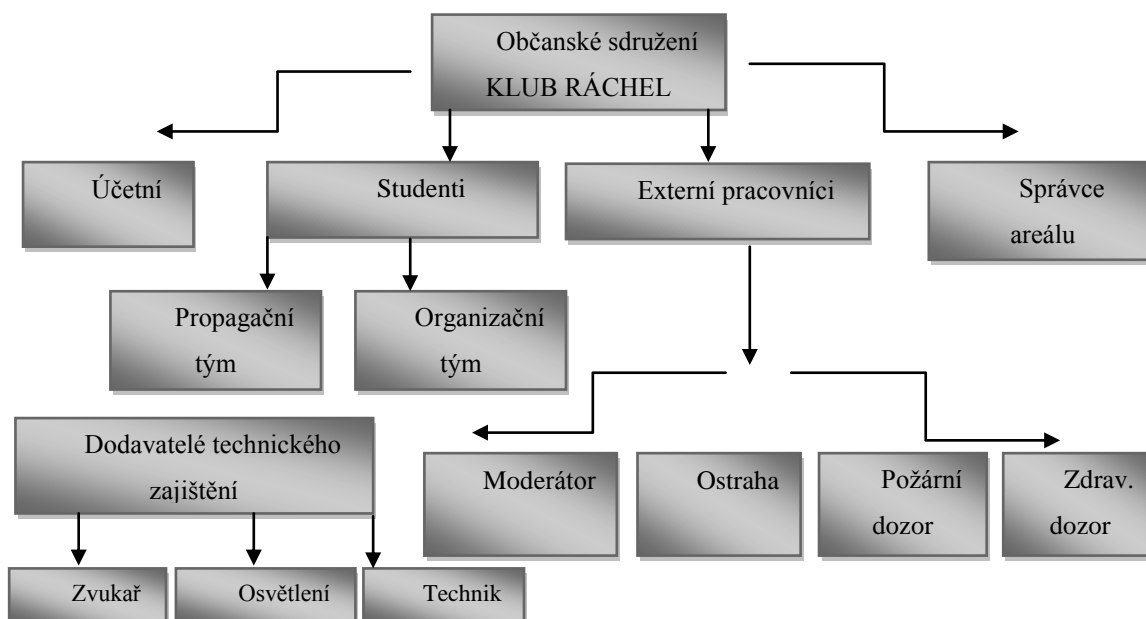 Občanské sdružení
KLUB RÁCHEL
Účetní
Studenti
Externí pracovníci
Správce
areálu
Propagační
tým
Organizační
tým
Dodavatelé technického
zajištění
Moderátor
Ostraha
Požární
dozor
Zdrav.
dozor
Zvukař
Osvětlení
Technik